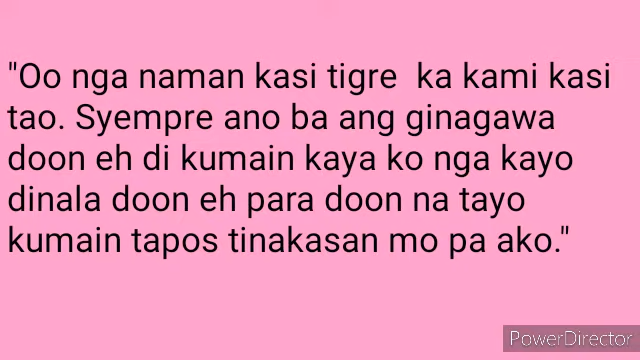 "Oo nga naman kasi tigre  ka kami kasi
tao. Syempre ano ba ang ginagawa
doon eh di kumain kaya ko nga kayo
dinala doon eh para doon na tayo
kumain tapos tinakasan mo pa ako."
PowerDirector